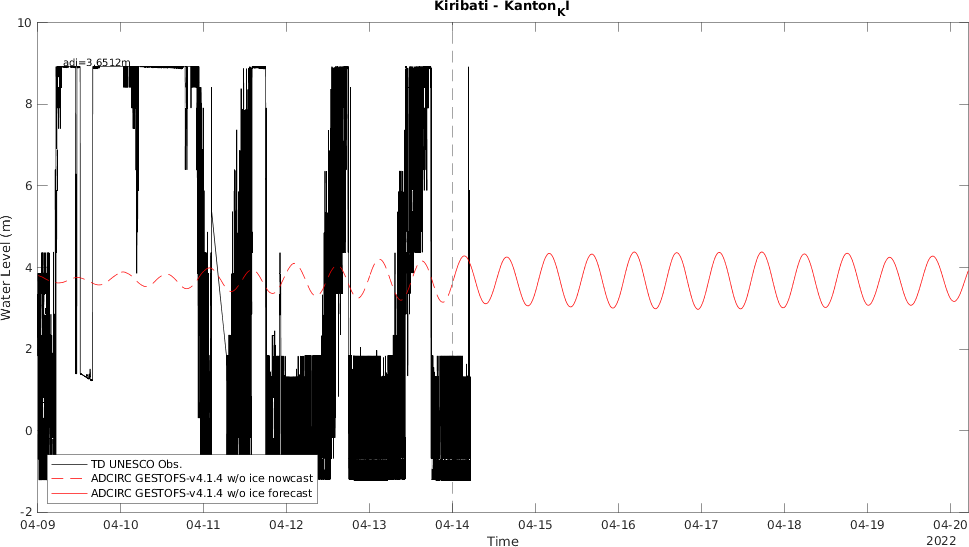 Kiribati - KantonKI
10
8
6
4
2
0
-2
Water Level (m)
adj=3.6512m
TD UNESCO Obs.
ADCIRC GESTOFS-v4.1.4 w/o ice nowcast
ADCIRC GESTOFS-v4.1.4 w/o ice forecast
04-09 04-10 04-11 04-12 04-13 04-14 04-15 04-16 04-17 04-18 04-19 04-20
Time
2022